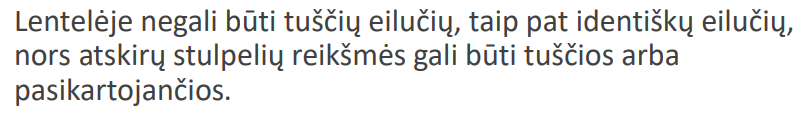 Lentelėje negali būti tuščių eilučių, taip pat identiškų eilučių,
nors atskirų stulpelių reikšmės gali būti tuščios arba
pasikartojančios.